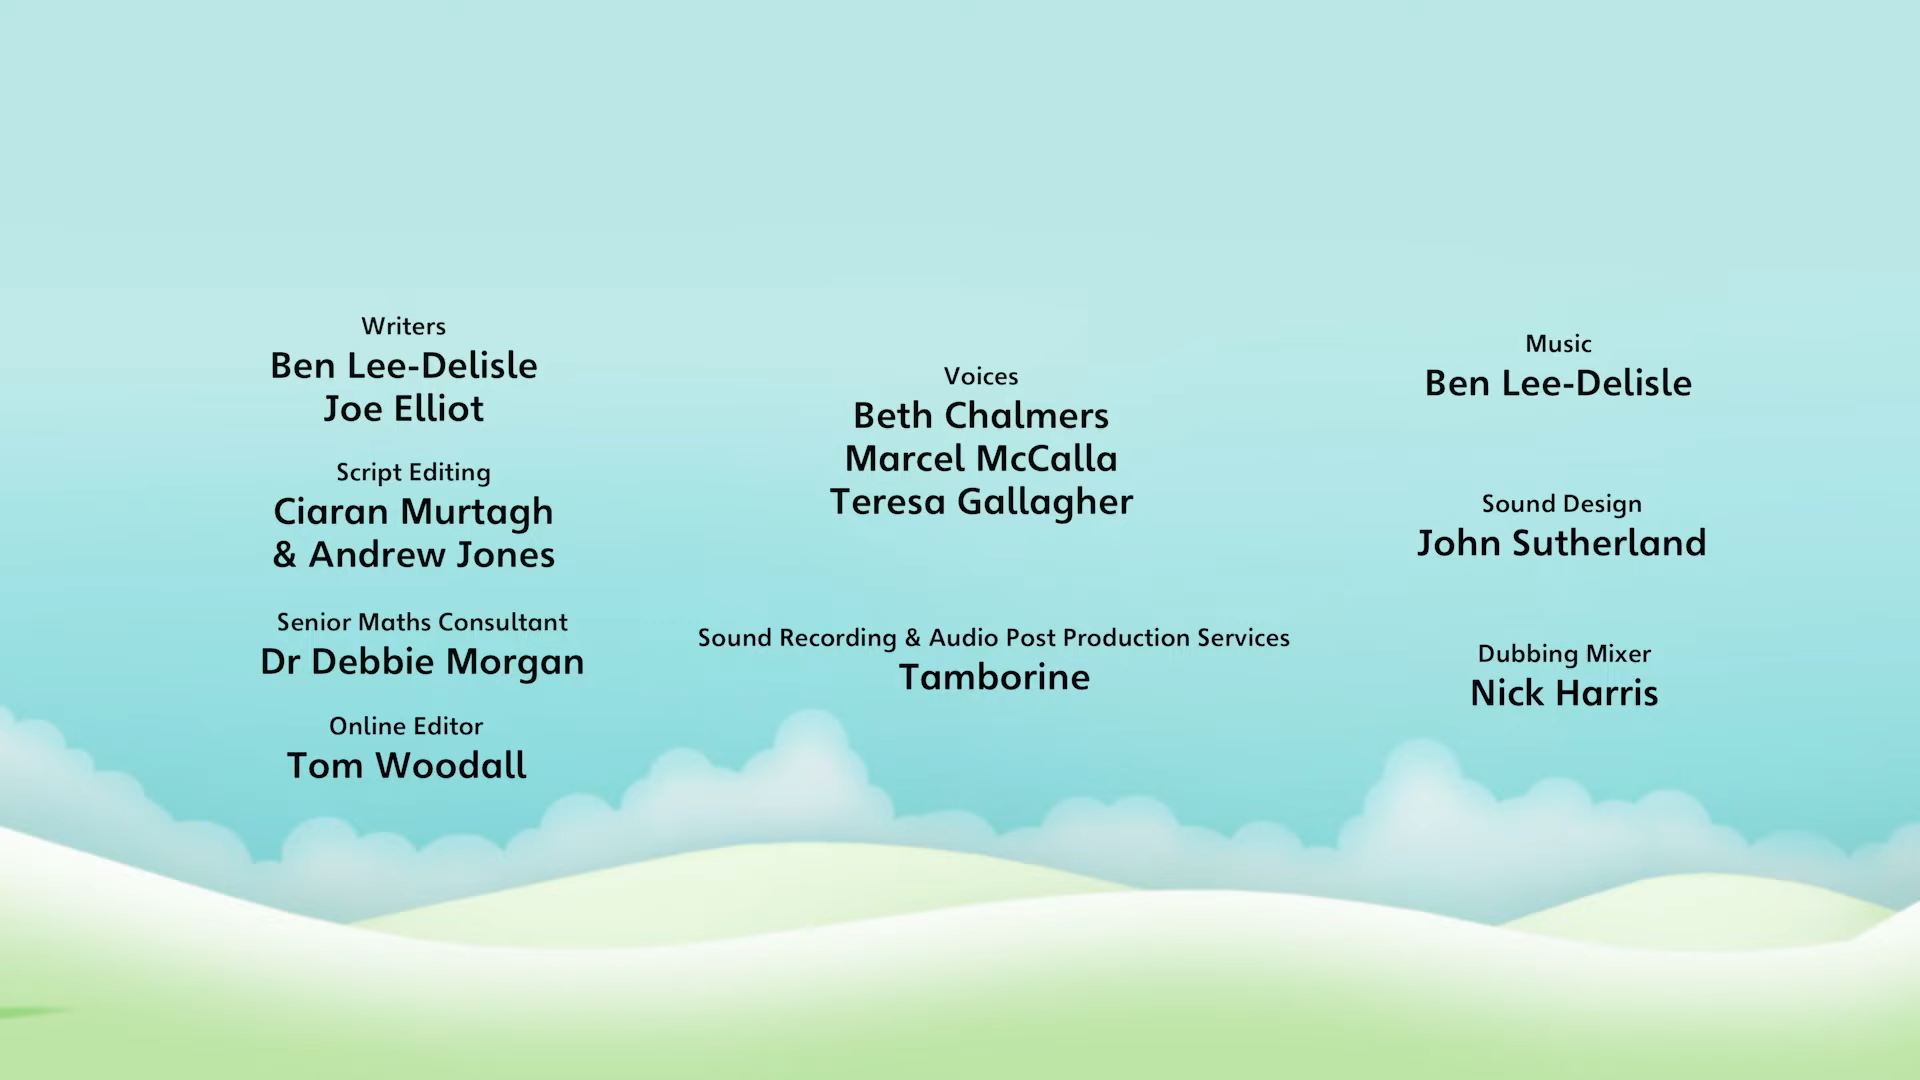 Writers
Ben Lee-Delisle
Joe Elliot
Script Editing
Ciaran Murtagh
& Andrew Jones
Senior Maths Consultant
Dr Debbie Morgan
Online Editor
Tom Woodall
Voices
Beth Chalmers
Marcel McCalla
Teresa Gallagher
Sound Recording & Audio Post Production Services
Tamborine
Music
Ben Lee-Delisle
Sound Design
John Sutherland
Dubbing Mixer
Nick Harris